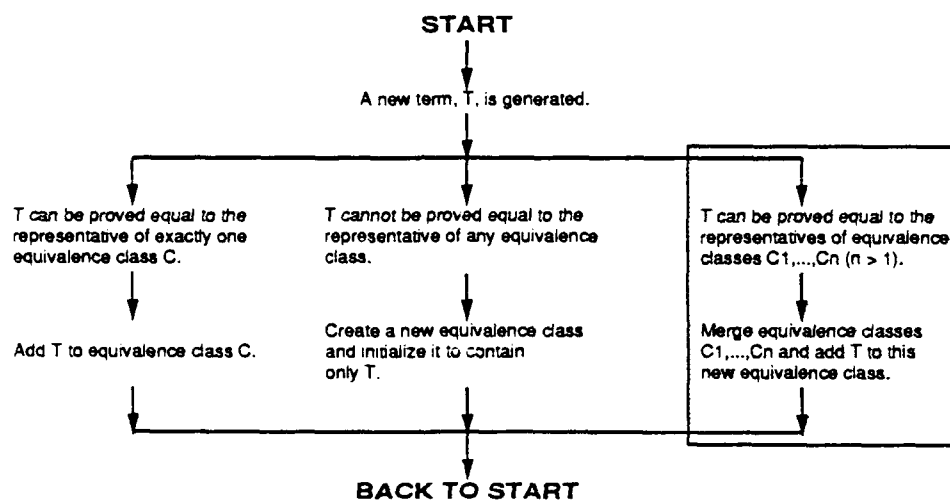 START
A new term, T, is generated.
T can be proved equal to the
representative of exactly one
equivalence class C.
T cannot be proved equal to the
representative of any equivalence
class.
T can be proved equal to the
representatives of equivalence
classes C1,...,Cn (n > 1).
Add T to equivalence class C.
Create a new equivalence class
and initialize it to contain
only T.
Merge equivalence classes
C1,...,Cn and add T to this
new equivalence class.
BACK TO START